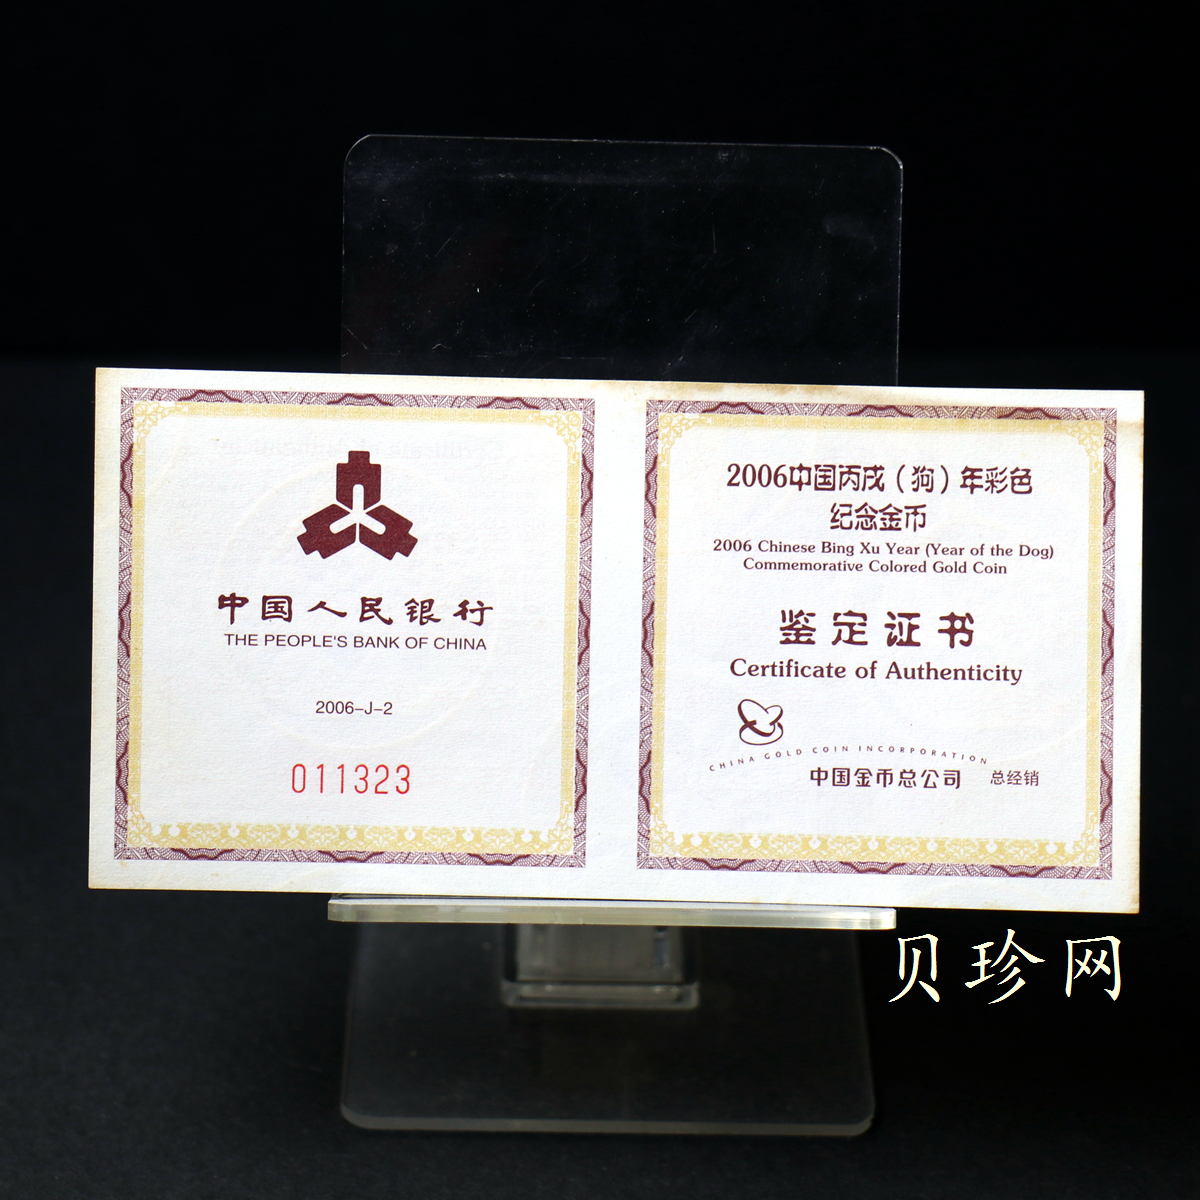 中国人民银行
THE PEOPLE'S BANK OF CHINA
2006-J-2
011323
2006中国丙戌（狗）年彩色
纪念金币
2006 Chinese Bing Xu Year (Year of the Dog)
Commemorative Colored Gold Coin
鉴定证书
Certificate of Authenticity
CHINA GOLD COIN INCORPORATION
中国金币总公司 总经销
贝珍网